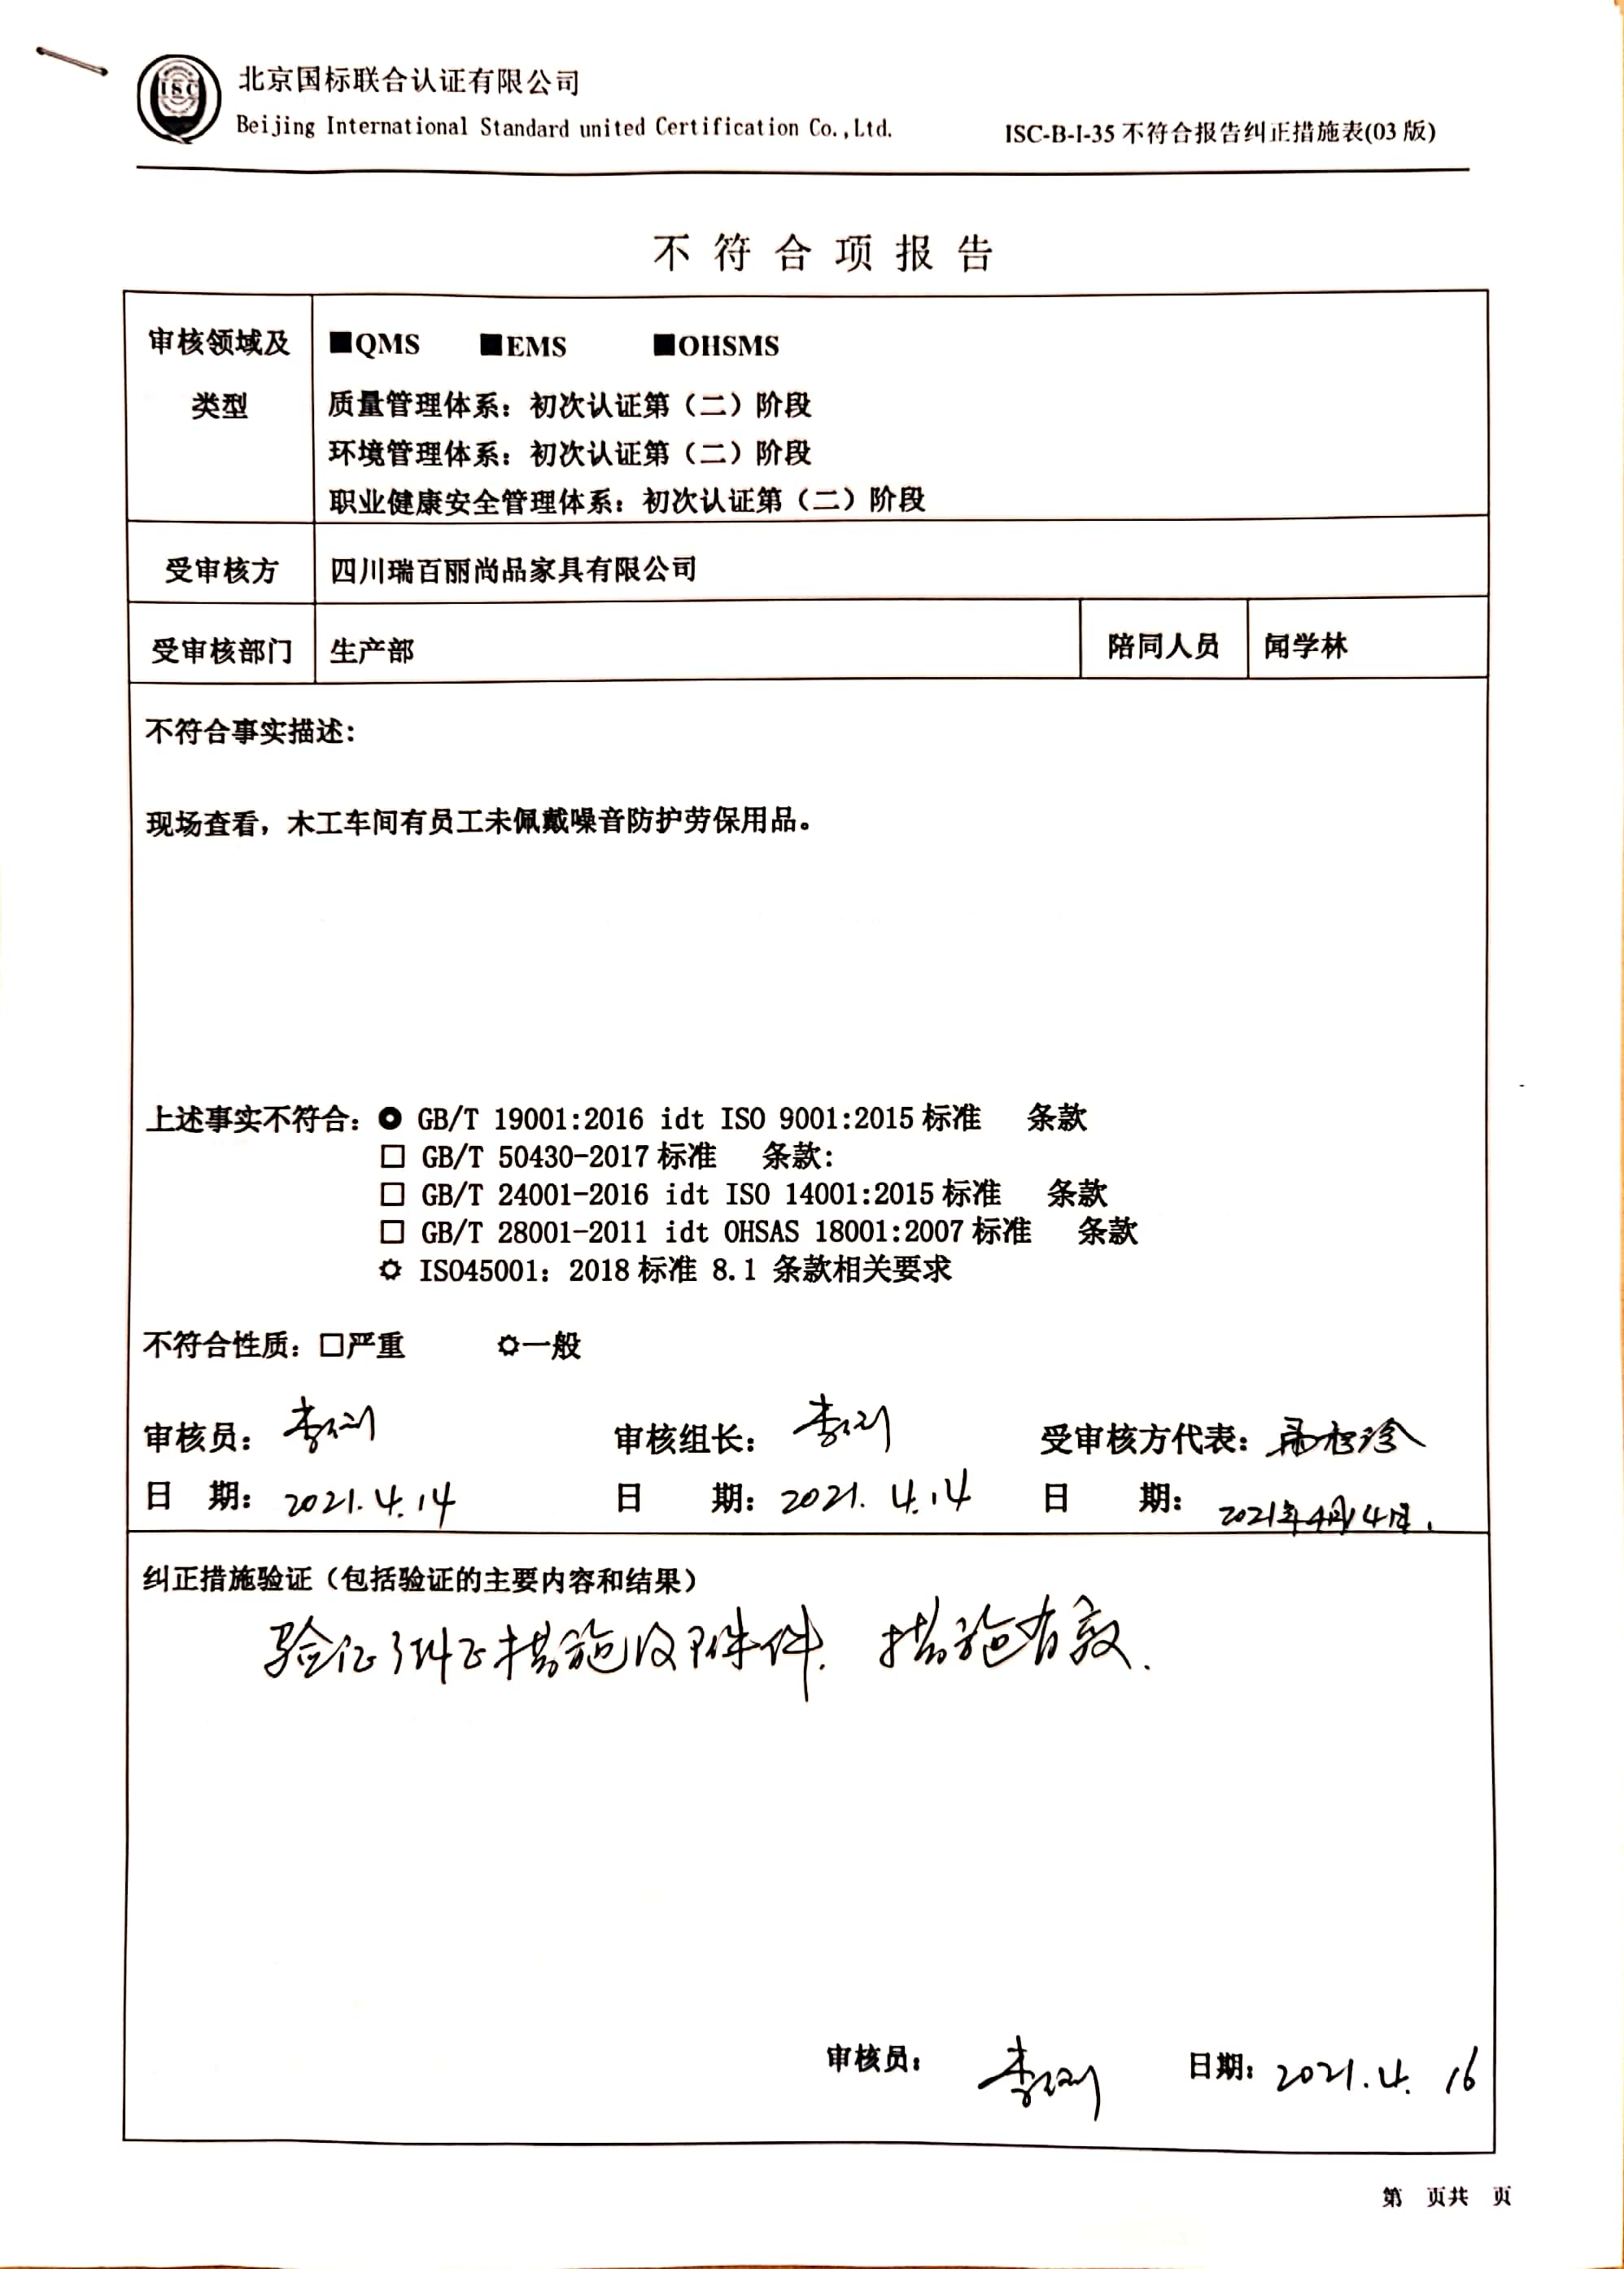 ISC
北京国标联合认证有限公司
Beijing International Standard united Certification Co.,Ltd.
ISC-B-I-35 不符合报告纠正措施表(03 版)
不符合项报告
审核领域及类型
■QMS ■EMS ■OHSMS
质量管理体系：初次认证第（二）阶段
环境管理体系：初次认证第（二）阶段
职业健康安全管理体系：初次认证第（二）阶段
受审核方 四川瑞百丽尚品家具有限公司
受审核部门 生产部 陪同人员 闻学林
不符合事实描述：
现场查看，木工车间有员工未佩戴噪音防护劳保用品。
上述事实不符合： GB/T 19001:2016 idt ISO 9001:2015 标准 条款
□ GB/T 50430-2017 标准 条款：
□ GB/T 24001-2016 idt ISO 14001:2015 标准 条款
□ GB/T 28001-2011 idt OHSAS 18001:2007 标准 条款
ISO45001：2018 标准 8.1 条款相关要求
不符合性质：□严重 一般
审核员： 审核组长： 受审核方代表：
日 期：2021.4.14 日 期：2021.4.14 日 期：2021年4月14日.
纠正措施验证（包括验证的主要内容和结果）
验证纠正措施及附件. 措施有效.
审核员： 日期：2021.4.16
第 页共 页